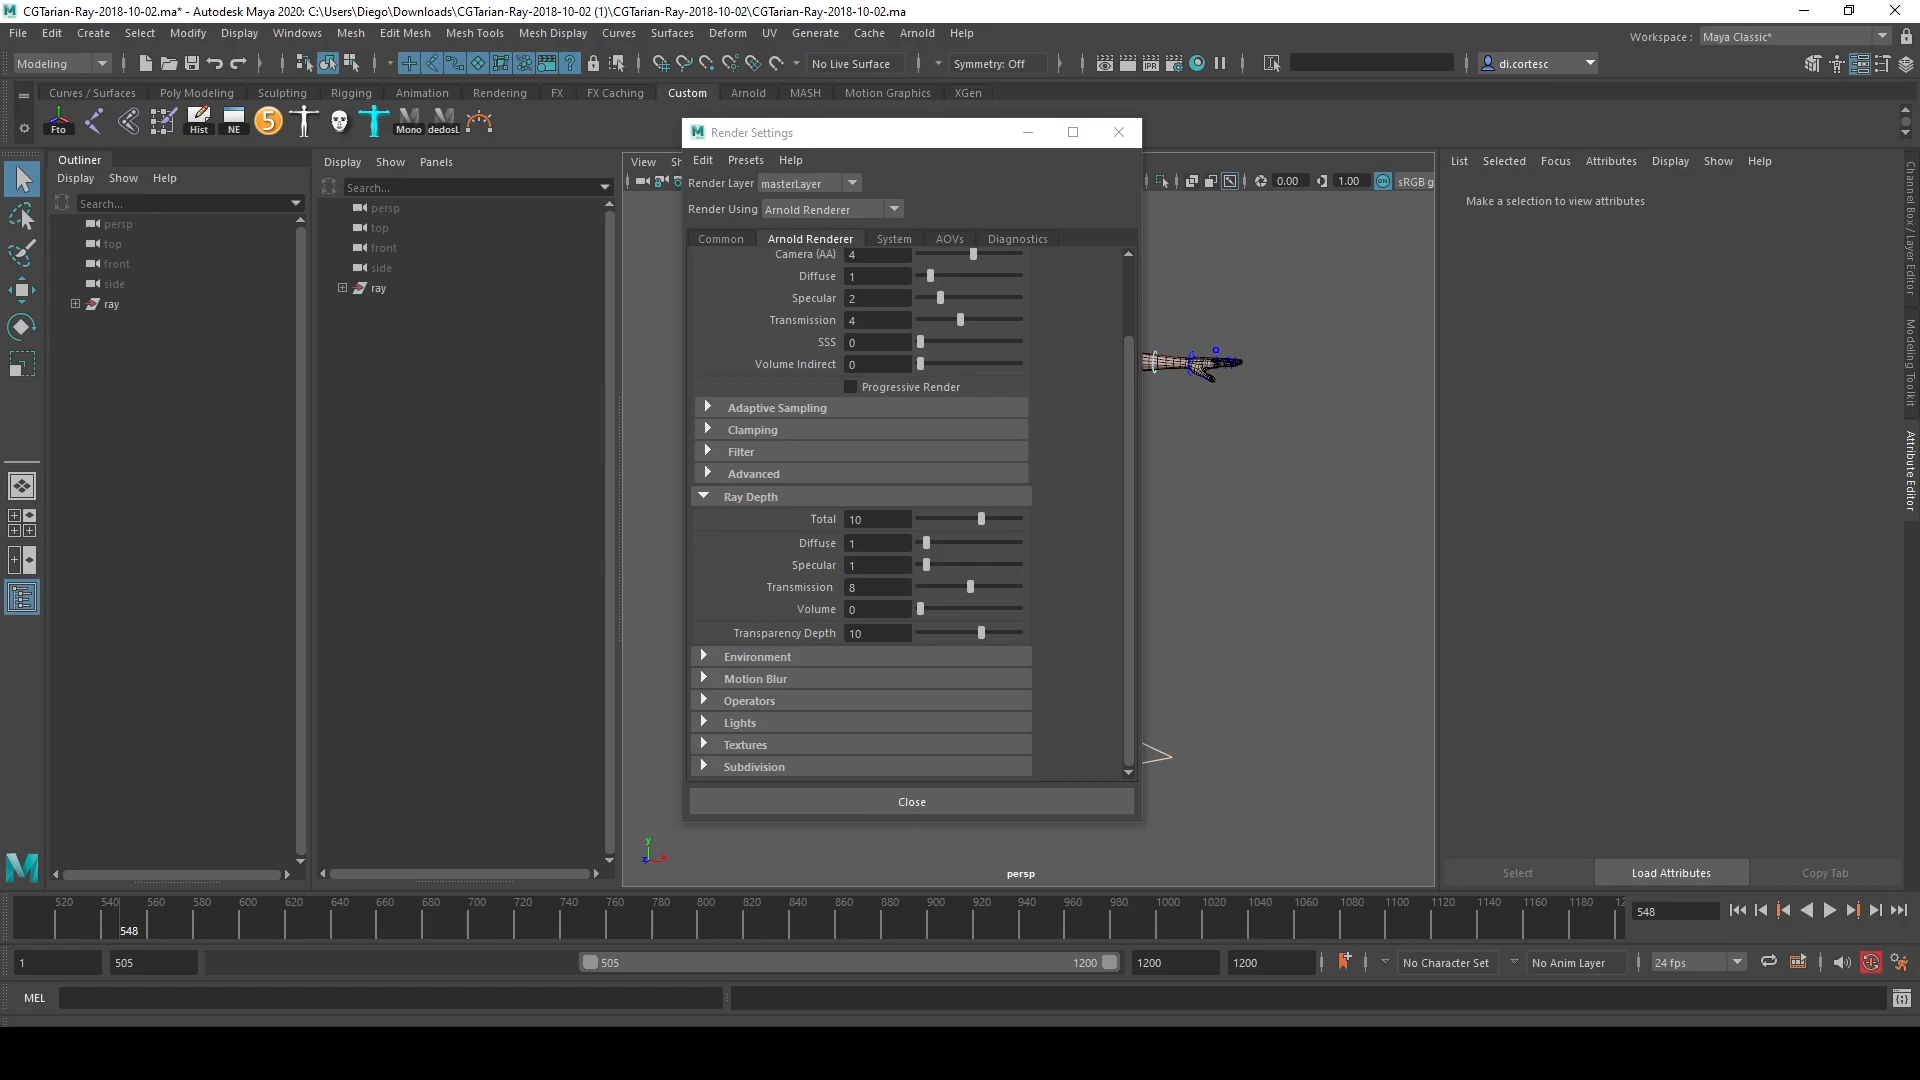 CGTarian-Ray-2018-10-02.ma* - Autodesk Maya 2020: C:\Users\Diego\Downloads\CGTarian-Ray-2018-10-02 (1)\CGTarian-Ray-2018-10-02\CGTarian-Ray-2018-10-02.ma
File Edit Create Select Modify Display Windows Mesh Edit Mesh Mesh Tools Mesh Display Curves Surfaces Deform UV Generate Cache Arnold Help
Workspace : Maya Classic*
Modeling No Live Surface Symmetry: Off di.cortesc
Curves / Surfaces Poly Modeling Sculpting Rigging Animation Rendering FX FX Caching Custom Arnold MASH Motion Graphics XGen
Fto Hist NE 5 Mono dedosL
Outliner
Display Show Help
Search...
persp
top
front
side
ray
Display Show Panels
Search...
persp
top
front
side
ray
View
0.00 1.00 ON sRGB g
Render Settings
Edit Presets Help
Render Layer masterLayer
Render Using Arnold Renderer
Common Arnold Renderer System AOVs Diagnostics
Camera (AA) 4
Diffuse 1
Specular 2
Transmission 4
SSS 0
Volume Indirect 0
Progressive Render
Adaptive Sampling
Clamping
Filter
Advanced
Ray Depth
Total 10
Diffuse 1
Specular 1
Transmission 8
Volume 0
Transparency Depth 10
Environment
Motion Blur
Operators
Lights
Textures
Subdivision
Close
y
z x
persp
List Selected Focus Attributes Display Show Help
Make a selection to view attributes
Channel Box / Layer Editor
Modeling Toolkit
Attribute Editor
Select Load Attributes Copy Tab
520 540 560 580 600 620 640 660 680 700 720 740 760 780 800 820 840 860 880 900 920 940 960 980 1000 1020 1040 1060 1080 1100 1120 1140 1160 1180 12
548
548
1 505 505 1200 1200 1200 No Character Set No Anim Layer 24 fps
MEL